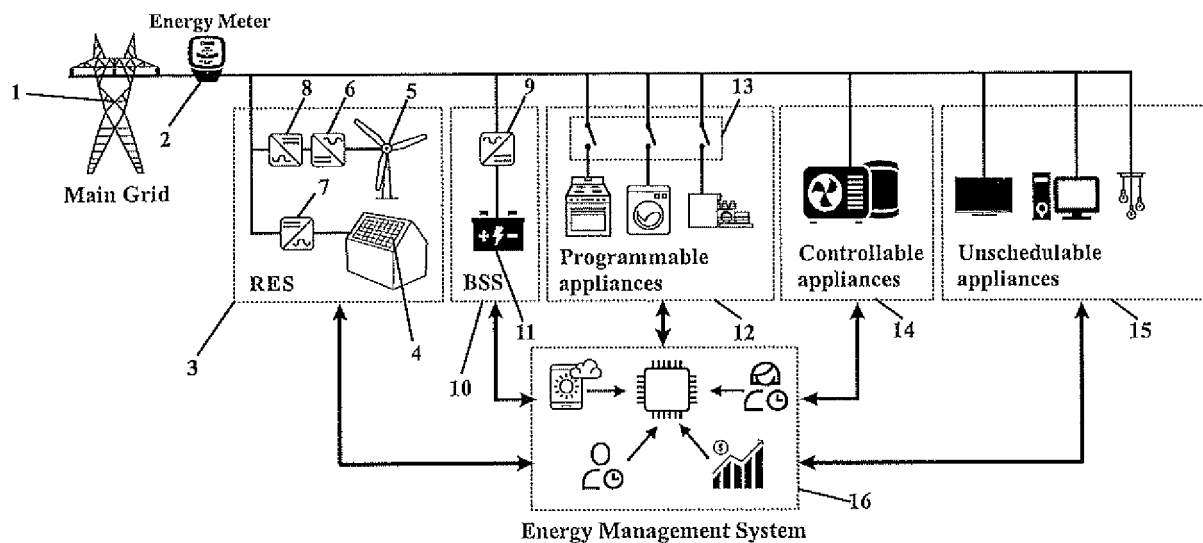 Energy Meter
1
2
8
6
5
9
13
Main Grid
7
RES
BSS
Programmable
appliances
Controllable
appliances
Unschedulable
appliances
3
4
10
11
12
14
15
$
16
Energy Management System